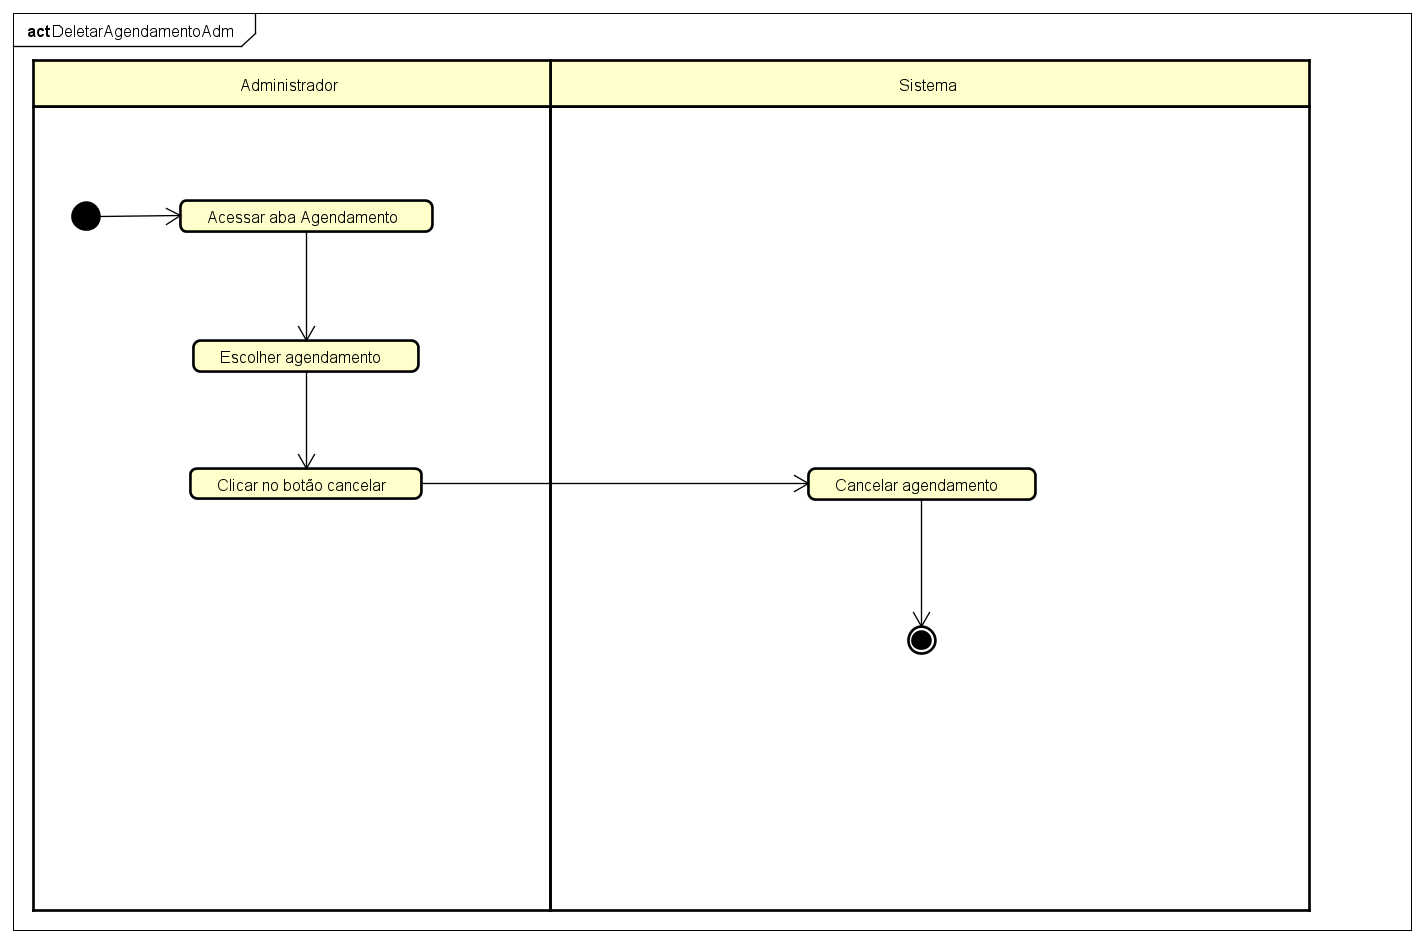 act DeletarAgendamentoAdm
Administrador
Sistema
Acessar aba Agendamento
Escolher agendamento
Clicar no botão cancelar
Cancelar agendamento